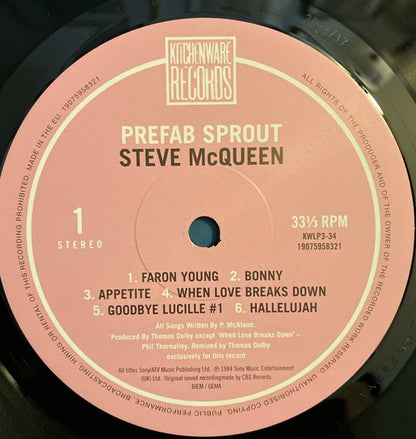 KITCHENWARE
RECORDS
PREFAB SPROUT
STEVE McQUEEN
1
STEREO
33⅓ RPM
KWLP3-34
19075958321
1. FARON YOUNG 2. BONNY
3. APPETITE 4. WHEN LOVE BREAKS DOWN
5. GOODBYE LUCILLE #1 6. HALLELUJAH
All Songs Written By P. McAloon.
Produced By Thomas Dolby except 'When Love Breaks Down' –
Phil Thornalley. Remixed by Thomas Dolby
exclusively for this record
All titles Sony/ATV Music Publishing Ltd. ℗ 1984 Sony Music Entertainment
(UK) Ltd. Original sound recordingmade by CBS Records
BIEM / GEMA
ALL RIGHTS OF THE PRODUCER AND OF THE OWNER OF THE RECORDED WORK RESERVED. UNAUTHORISED COPYING, PUBLIC PERFORMANCE, BROADCASTING, HIRING OR RENTAL OF THIS RECORDING PROHIBITED. MADE IN THE EU. 19075958321